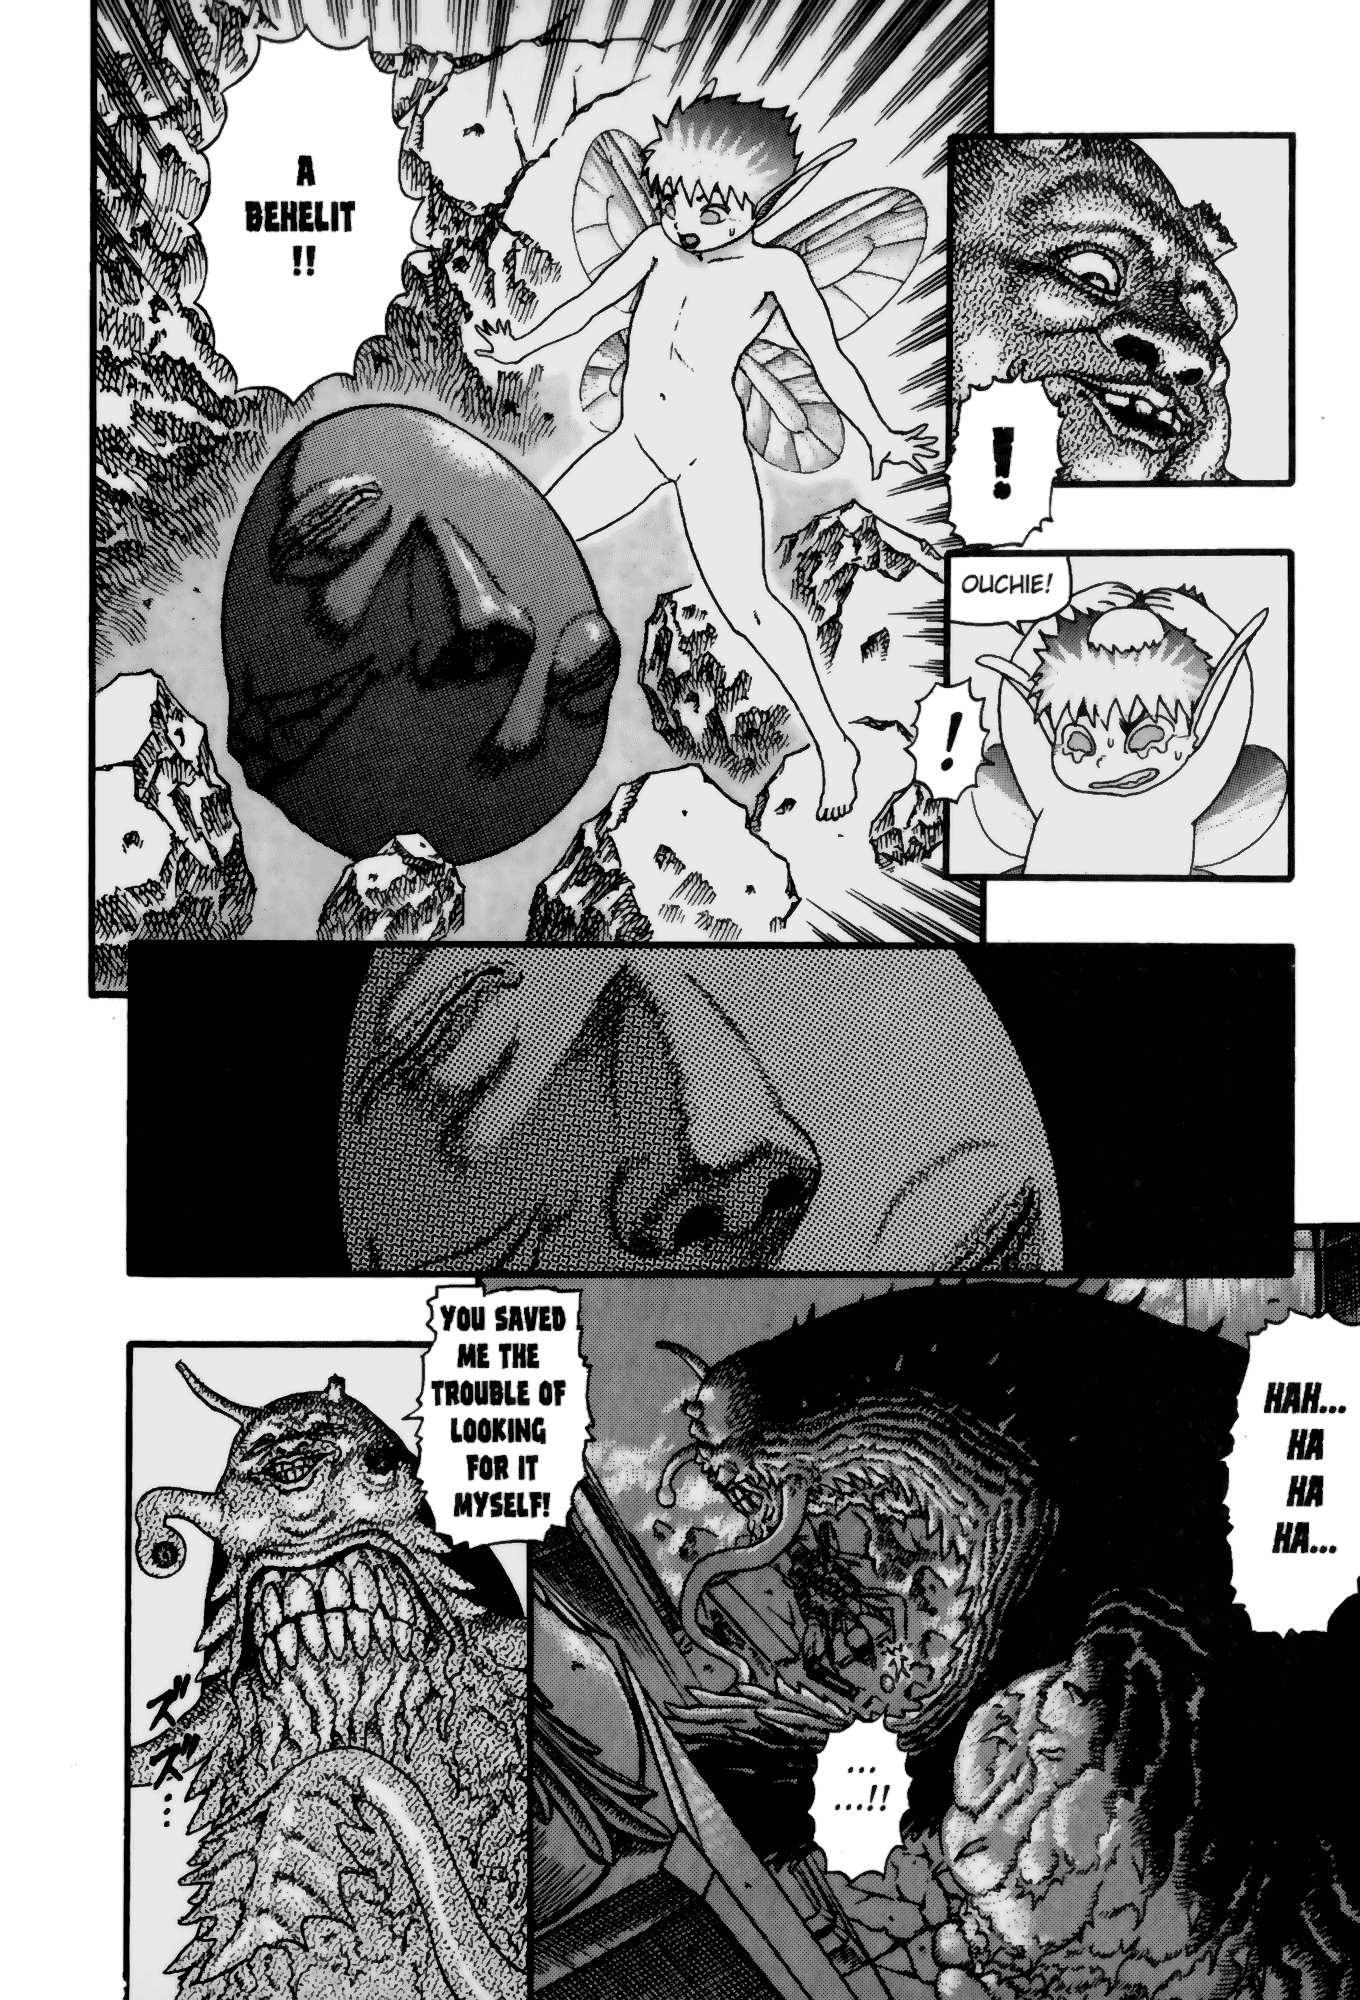 !
OUCHIE!
!
A
BEHELIT
!!
HAH...
HA
HA
HA...
...
...!!
YOU SAVED
ME THE
TROUBLE OF
LOOKING
FOR IT
MYSELF!
ズズ...